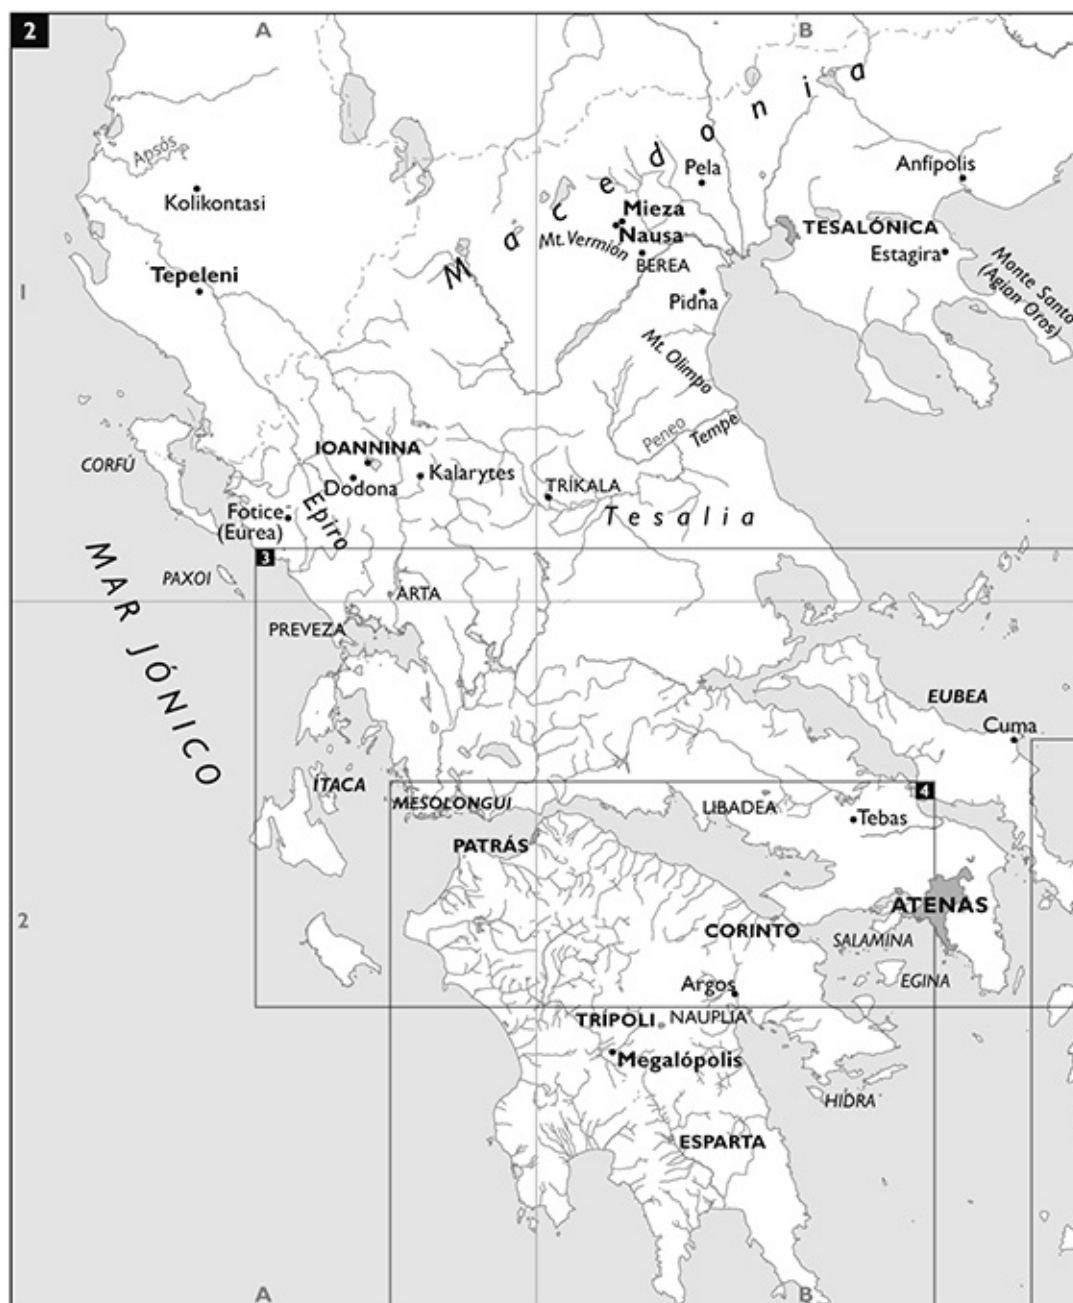 2
A
B
Macedonia
Apsós
Kolikontasi
Pela
Anfípolis
Mieza
Nausa
Mt. Vermión
BEREA
TESALÓNICA
Estagira
Monte Santo
(Agion Oros)
Tepeleni
1
Pidna
Mt. Olimpo
Peneo
Tempe
CORFÚ
IOANNINA
Dodona
Kalarytes
TRÍKALA
Tesalia
Fotice
(Eurea)
Epiro
3
MAR JÓNICO
PAXOI
ARTA
PREVEZA
EUBEA
Cuma
ITACA
MESOLONGUI
4
LIBADEA
Tebas
PATRÁS
2
ATENAS
CORINTO
SALAMINA
EGINA
Argos
TRÍPOLI
NAUPLIA
Megalópolis
HIDRA
ESPARTA
A
B